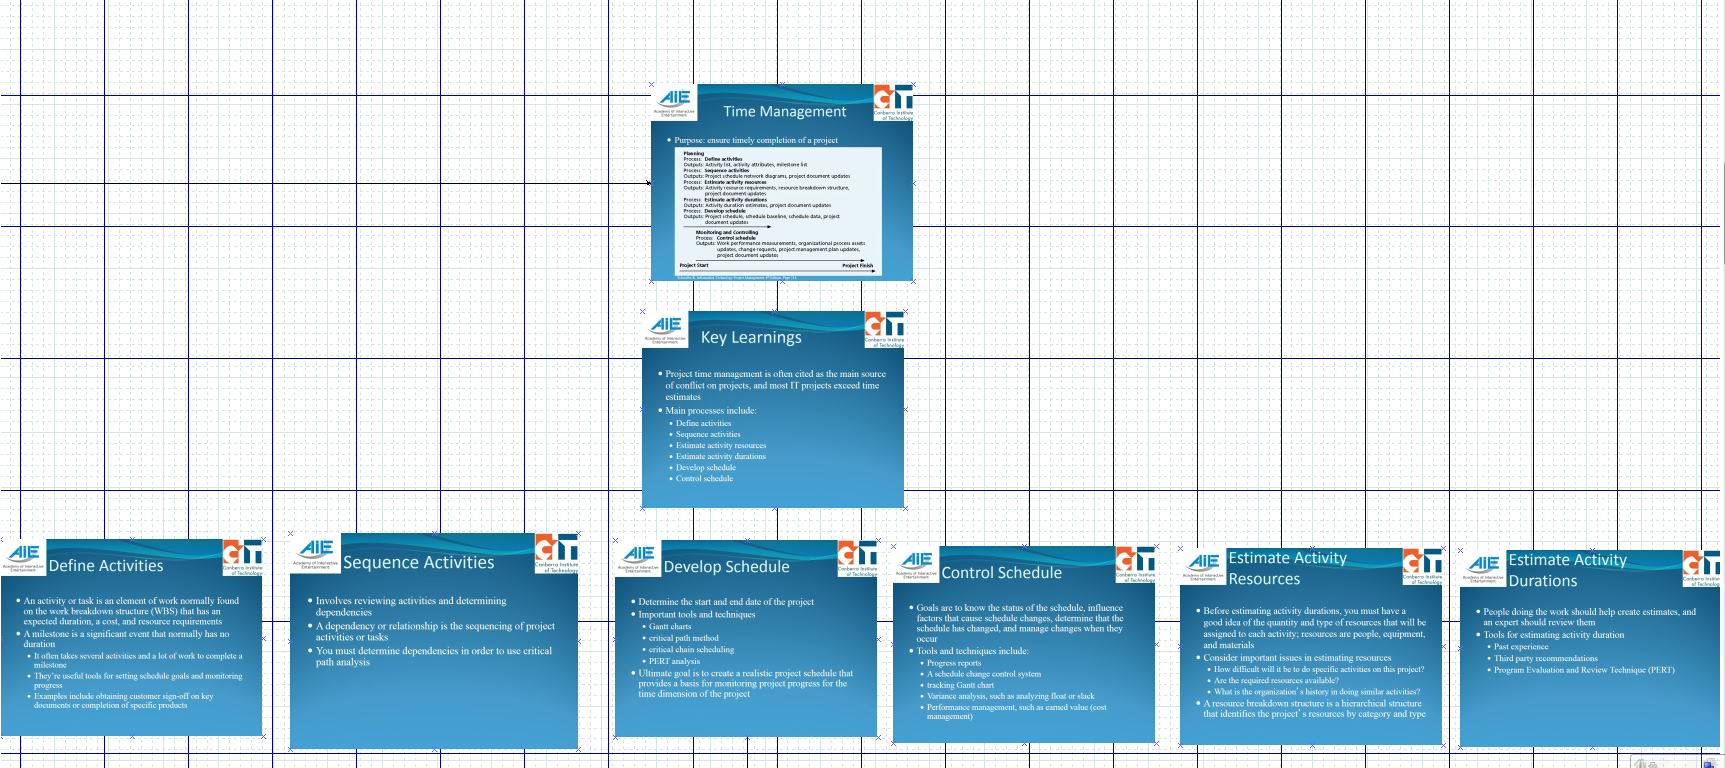 AiE
Academy of Interactive
Entertainment
Time Management
CIT
Canberra Institute
of Technology
• Purpose: ensure timely completion of a project
Planning
Process: Define activities
Outputs: Activity list, activity attributes, milestone list
Process: Sequence activities
Outputs: Project schedule network diagrams, project document updates
Process: Estimate activity resources
Outputs: Activity resource requirements, resource breakdown structure,
project document updates
Process: Estimate activity durations
Outputs: Activity duration estimates, project document updates
Process: Develop schedule
Outputs: Project schedule, schedule baseline, schedule data, project
document updates
Monitoring and Controlling
Process: Control schedule
Outputs: Work performance measurements, organizational process assets
updates, change requests, project management plan updates,
project document updates
Project Start
Project Finish
AiE
Academy of Interactive
Entertainment
Key Learnings
CIT
Canberra Institute
of Technology
• Project time management is often cited as the main source
of conflict on projects, and most IT projects exceed time
estimates
• Main processes include:
• Define activities
• Sequence activities
• Estimate activity resources
• Estimate activity durations
• Develop schedule
• Control schedule
AiE
Academy of Interactive
Entertainment
Define Activities
CIT
Canberra Institute
of Technology
• An activity or task is an element of work normally found
on the work breakdown structure (WBS) that has an
expected duration, a cost, and resource requirements
• A milestone is a significant event that normally has no
duration
• It often takes several activities and a lot of work to complete a
milestone
• They're useful tools for setting schedule goals and monitoring
progress
• Examples include obtaining customer sign-off on key
documents or completion of specific products
AiE
Academy of Interactive
Entertainment
Sequence Activities
CIT
Canberra Institute
of Technology
• Involves reviewing activities and determining
dependencies
• A dependency or relationship is the sequencing of project
activities or tasks
• You must determine dependencies in order to use critical
path analysis
AiE
Academy of Interactive
Entertainment
Develop Schedule
CIT
Canberra Institute
of Technology
• Determine the start and end date of the project
• Important tools and techniques
• Gantt charts
• critical path method
• critical chain scheduling
• PERT analysis
• Ultimate goal is to create a realistic project schedule that
provides a basis for monitoring project progress for the
time dimension of the project
AiE
Academy of Interactive
Entertainment
Control Schedule
CIT
Canberra Institute
of Technology
• Goals are to know the status of the schedule, influence
factors that cause schedule changes, determine that the
schedule has changed, and manage changes when they
occur
• Tools and techniques include:
• Progress reports
• A schedule change control system
• tracking Gantt chart
• Variance analysis, such as analyzing float or slack
• Performance management, such as earned value (cost
management)
AiE
Academy of Interactive
Entertainment
Estimate Activity
Resources
CIT
Canberra Institute
of Technology
• Before estimating activity durations, you must have a
good idea of the quantity and type of resources that will be
assigned to each activity; resources are people, equipment,
and materials
• Consider important issues in estimating resources
• How difficult will it be to do specific activities on this project?
• Are the required resources available?
• What is the organization's history in doing similar activities?
• A resource breakdown structure is a hierarchical structure
that identifies the project's resources by category and type
AiE
Academy of Interactive
Entertainment
Estimate Activity
Durations
CIT
Canberra Institute
of Technology
• People doing the work should help create estimates, and
an expert should review them
• Tools for estimating activity duration
• Past experience
• Third party recommendations
• Program Evaluation and Review Technique (PERT)